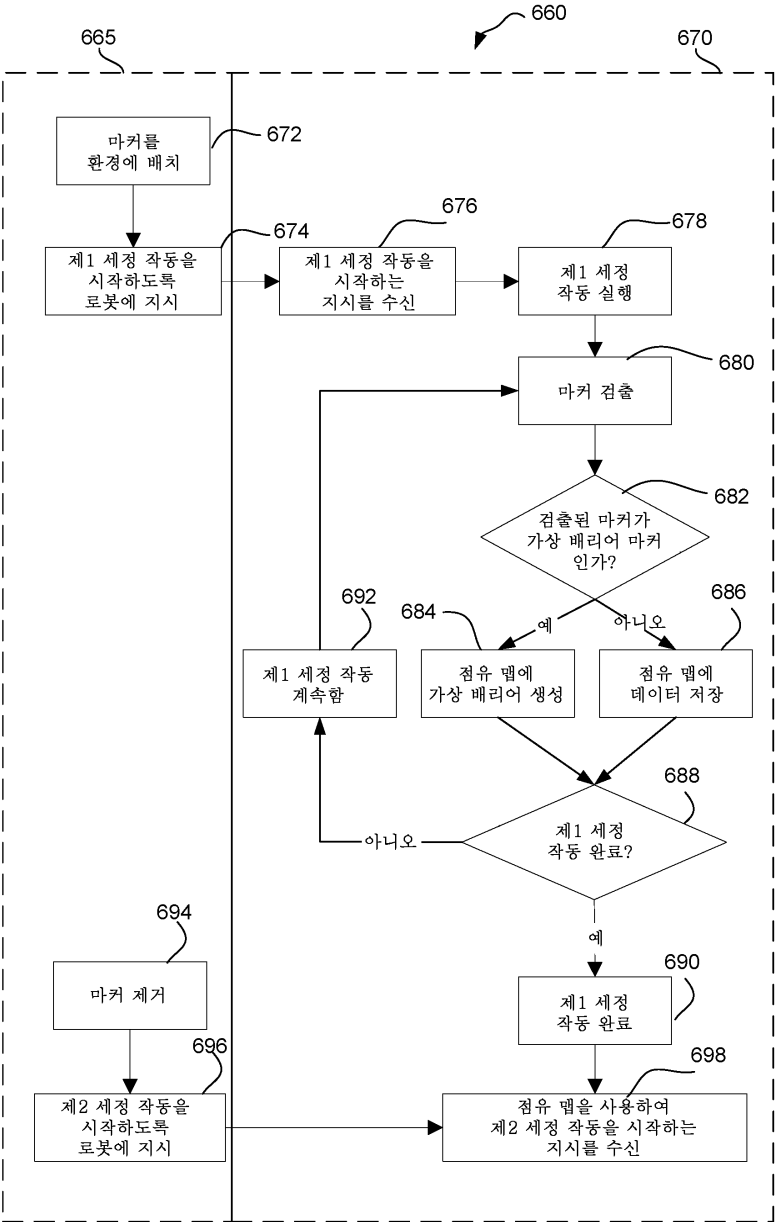 660
665
670
마커를
환경에 배치
672
제1 세정 작동을
시작하도록
로봇에 지시
674
제1 세정 작동을
시작하는
지시를 수신
676
제1 세정
작동 실행
678
마커 검출
680
검출된 마커가
가상 배리어 마커
인가?
682
예
아니오
점유 맵에
가상 배리어 생성
684
점유 맵에
데이터 저장
686
제1 세정 작동
계속함
692
제1 세정
작동 완료?
688
아니오
예
제1 세정
작동 완료
690
마커 제거
694
제2 세정 작동을
시작하도록
로봇에 지시
696
점유 맵을 사용하여
제2 세정 작동을 시작하는
지시를 수신
698